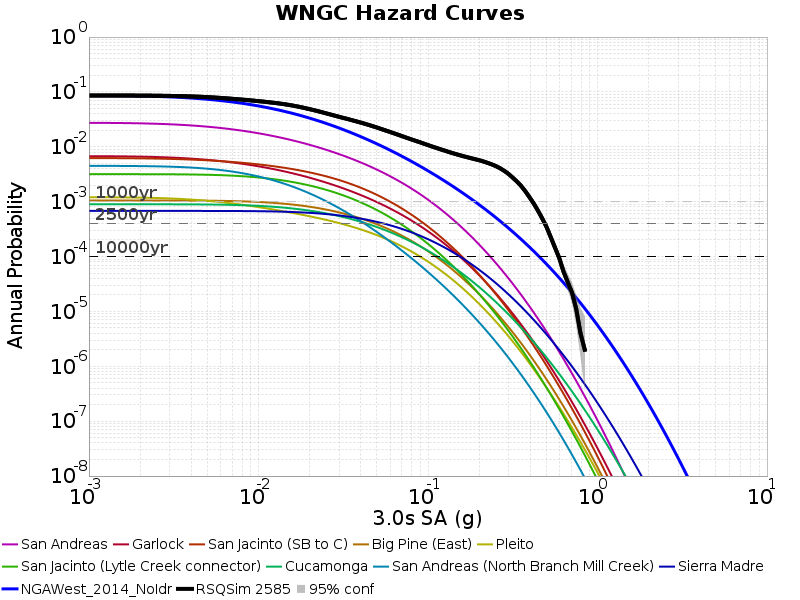 WNGC Hazard Curves
Annual Probability
10^0
10^-1
10^-2
10^-3
10^-4
10^-5
10^-6
10^-7
10^-8
1000yr
2500yr
10000yr
10^-3 10^-2 10^-1 10^0 10^1
3.0s SA (g)
San Andreas Garlock San Jacinto (SB to C) Big Pine (East) Pleito
San Jacinto (Lytle Creek connector) Cucamonga San Andreas (North Branch Mill Creek) Sierra Madre
NGAWest_2014_NoIdr RSQSim 2585 95% conf